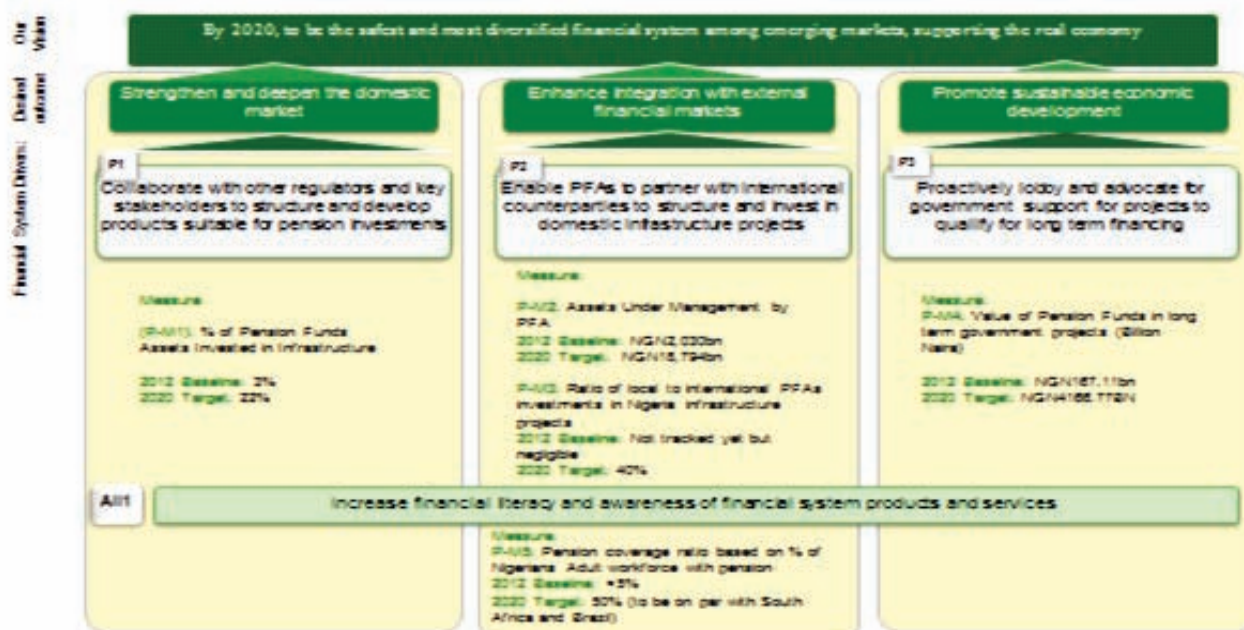 Our Vision
By 2020, to be the safest and most diversified financial system among emerging markets, supporting the real economy
Desired outcome
Strengthen and deepen the domestic market
Enhance integration with external financial markets
Promote sustainable economic development
Financial System Drivers:
P1
Collaborate with other regulators and key
stakeholders to structure and develop
products suitable for pension investments
Measure:
(P-M1): % of Pension Funds
Assets Invested in Infrastructure
2012 Baseline: 2%
2020 Target: 22%
P2
Enable PFAs to partner with international
counterparties to structure and invest in
domestic infrastructure projects
Measure:
P-M2: Assets Under Management by
PFA
2012 Baseline:
2020 Target:
P-M3: Ratio of local to international PFAs
investments in Nigeria infrastructure
projects
2012 Baseline: Not tracked yet but
negligible
2020 Target: 40%
P3
Proactively lobby and advocate for
government support for projects to
qualify for long term financing
Measure:
P-M4: Value of Pension Funds in long
term government projects (Billion
Naira)
2012 Baseline: NGN167.11bn
2020 Target:
All1
Increase financial literacy and awareness of financial system products and services
Measure:
P-M5: Pension coverage ratio based on % of
Nigerians Adult workforce with pension
2012 Baseline:
2020 Target: 50% (to be on par with South
Africa and Brazil)